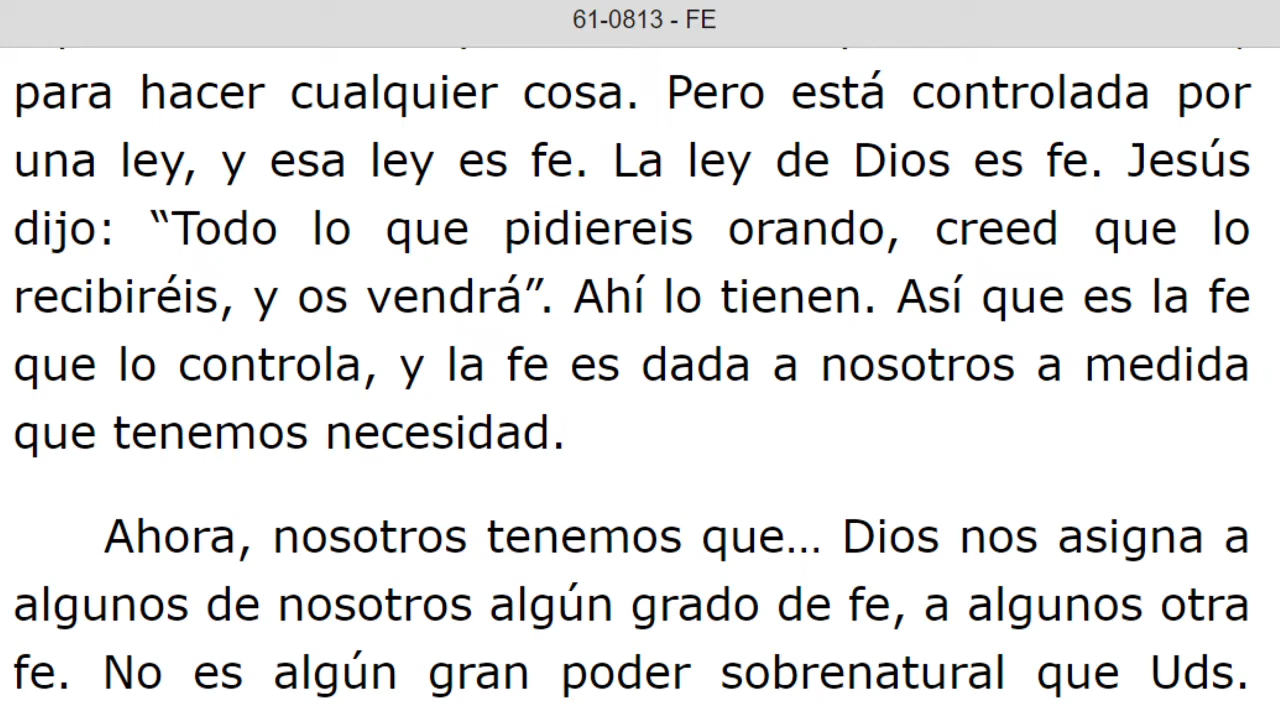 61-0813 - FE
para hacer cualquier cosa. Pero está controlada por
una ley, y esa ley es fe. La ley de Dios es fe. Jesús
dijo: “Todo lo que pidiereis orando, creed que lo
recibiréis, y os vendrá”. Ahí lo tienen. Así que es la fe
que lo controla, y la fe es dada a nosotros a medida
que tenemos necesidad.
Ahora, nosotros tenemos que… Dios nos asigna a
algunos de nosotros algún grado de fe, a algunos otra
fe. No es algún gran poder sobrenatural que Uds.